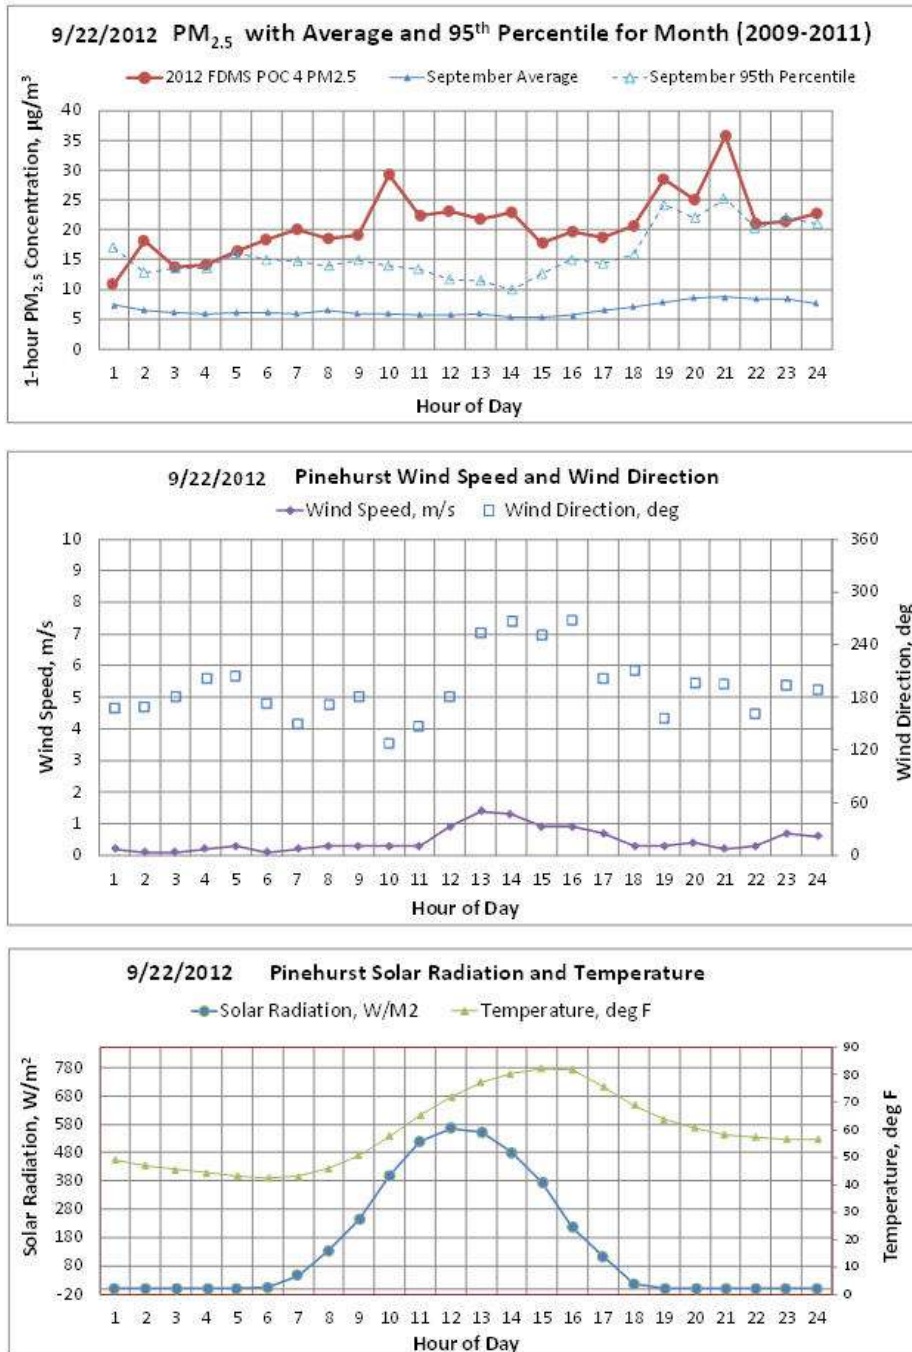 9/22/2012 PM2.5 with Average and 95th Percentile for Month (2009-2011)
2012 FDMS POC 4 PM2.5 September Average September 95th Percentile
1-hour PM2.5 Concentration, µg/m³
40
35
30
25
20
15
10
5
0
1 2 3 4 5 6 7 8 9 10 11 12 13 14 15 16 17 18 19 20 21 22 23 24
Hour of Day
9/22/2012 Pinehurst Wind Speed and Wind Direction
Wind Speed, m/s Wind Direction, deg
Wind Speed, m/s
10
9
8
7
6
5
4
3
2
1
0
360
300
240
180
120
60
0
Wind Direction, deg
1 2 3 4 5 6 7 8 9 10 11 12 13 14 15 16 17 18 19 20 21 22 23 24
Hour of Day
9/22/2012 Pinehurst Solar Radiation and Temperature
Solar Radiation, W/M2 Temperature, deg F
Solar Radiation, W/m²
780
680
580
480
380
280
180
80
-20
90
80
70
60
50
40
30
20
10
0
Temperature, deg F
1 2 3 4 5 6 7 8 9 10 11 12 13 14 15 16 17 18 19 20 21 22 23 24
Hour of Day